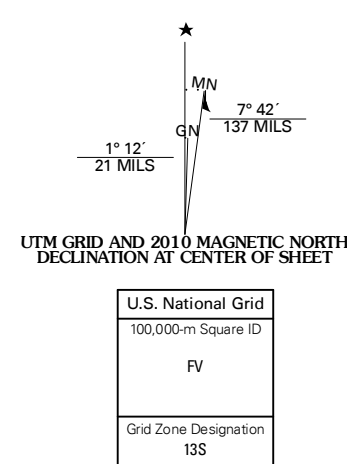 ★
MN
7° 42´
137 MILS
GN
1° 12´
21 MILS
UTM GRID AND 2010 MAGNETIC NORTH
DECLINATION AT CENTER OF SHEET
U.S. National Grid
100,000-m Square ID
FV
Grid Zone Designation
13S